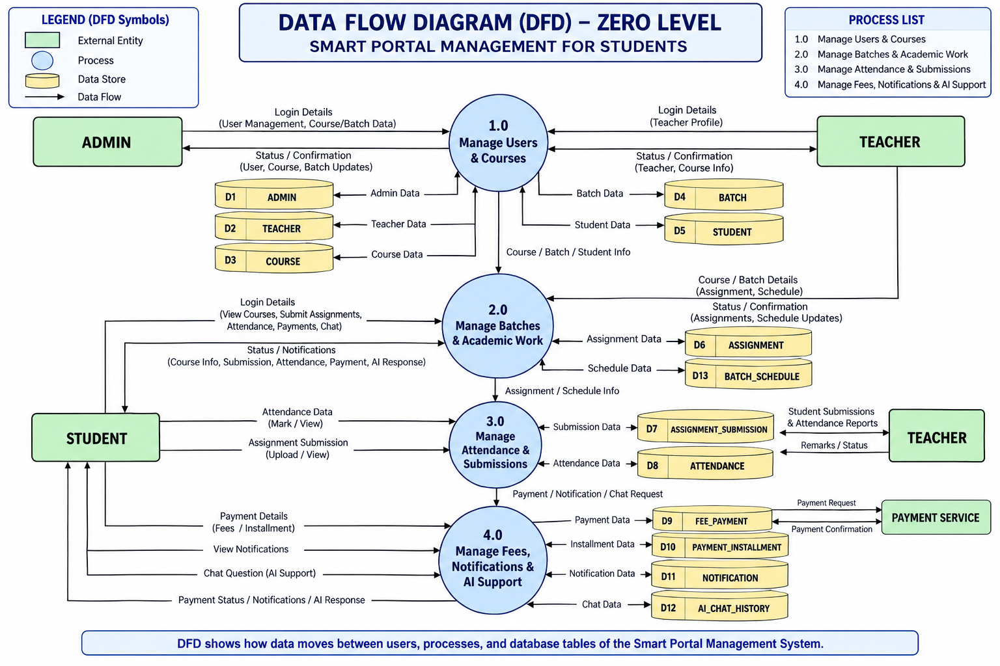 LEGEND (DFD Symbols)
External Entity
Process
Data Store
Data Flow
DATA FLOW DIAGRAM (DFD) – ZERO LEVEL
SMART PORTAL MANAGEMENT FOR STUDENTS
PROCESS LIST
1.0 Manage Users & Courses
2.0 Manage Batches & Academic Work
3.0 Manage Attendance & Submissions
4.0 Manage Fees, Notifications & AI Support
ADMIN
Login Details
(User Management, Course/Batch Data)
Status / Confirmation
(User, Course, Batch Updates)
1.0
Manage Users
& Courses
Login Details
(Teacher Profile)
Status / Confirmation
(Teacher, Course Info)
TEACHER
D1 ADMIN
Admin Data
D2 TEACHER
Teacher Data
D3 COURSE
Course Data
Batch Data
D4 BATCH
Student Data
D5 STUDENT
Course / Batch / Student Info
Course / Batch Details
(Assignment, Schedule)
Status / Confirmation
(Assignments, Schedule Updates)
Login Details
(View Courses, Submit Assignments,
Attendance, Payments, Chat)
Status / Notifications
(Course Info, Submission, Attendance, Payment, AI Response)
2.0
Manage Batches
& Academic Work
Assignment Data
D6 ASSIGNMENT
Schedule Data
D13 BATCH_SCHEDULE
Assignment / Schedule Info
STUDENT
Attendance Data
(Mark / View)
Assignment Submission
(Upload / View)
3.0
Manage
Attendance &
Submissions
Submission Data
D7 ASSIGNMENT_SUBMISSION
Attendance Data
D8 ATTENDANCE
Student Submissions
& Attendance Reports
Remarks / Status
TEACHER
Payment / Notification / Chat Request
Payment Details
(Fees / Installment)
View Notifications
Chat Question (AI Support)
Payment Status / Notifications / AI Response
4.0
Manage Fees,
Notifications &
AI Support
Payment Data
D9 FEE_PAYMENT
Installment Data
D10 PAYMENT_INSTALLMENT
Notification Data
D11 NOTIFICATION
Chat Data
D12 AI_CHAT_HISTORY
Payment Request
Payment Confirmation
PAYMENT SERVICE
DFD shows how data moves between users, processes, and database tables of the Smart Portal Management System.